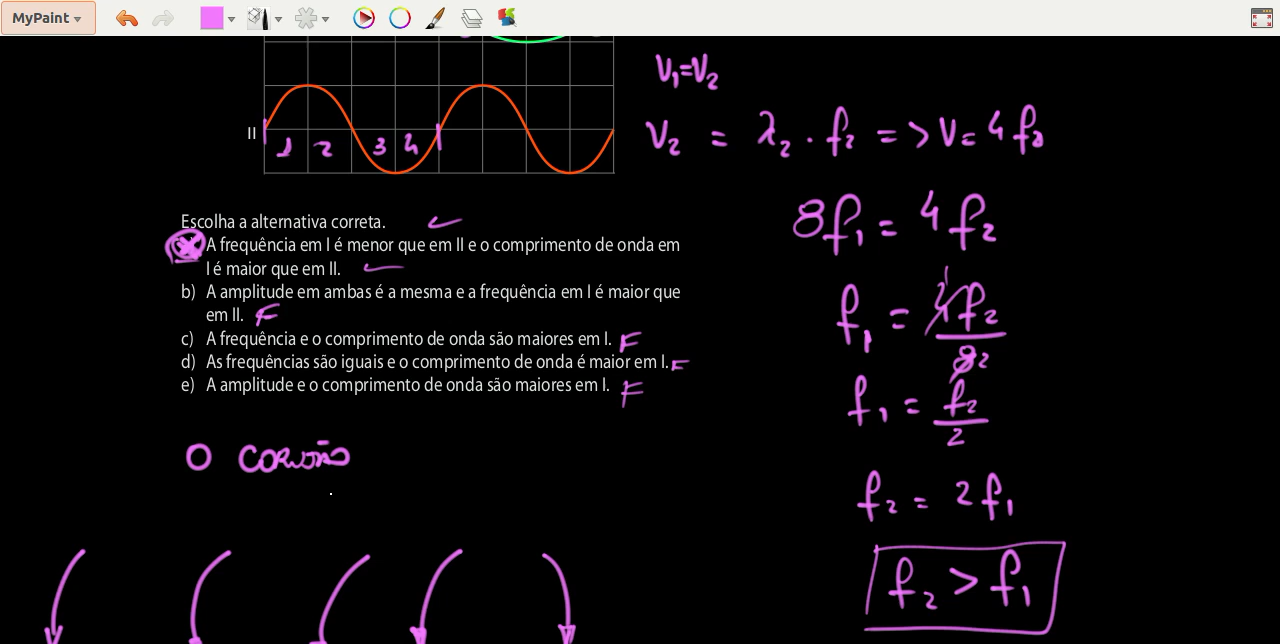 MyPaint
V₁=V₂
II
1 2 3 4
V₂ = λ₂ . f₂ => V= 4 f₂
8f₁ = 4f₂
Escolha a alternativa correta.
A frequência em I é menor que em II e o comprimento de onda em
I é maior que em II.
b) A amplitude em ambas é a mesma e a frequência em I é maior que
em II. F
c) A frequência e o comprimento de onda são maiores em I. F
d) As frequências são iguais e o comprimento de onda é maior em I. F
e) A amplitude e o comprimento de onda são maiores em I. F
f₁ = 4f₂
8 2
f₁ = f₂
2
O
f₂ = 2f₁
f₂ > f₁